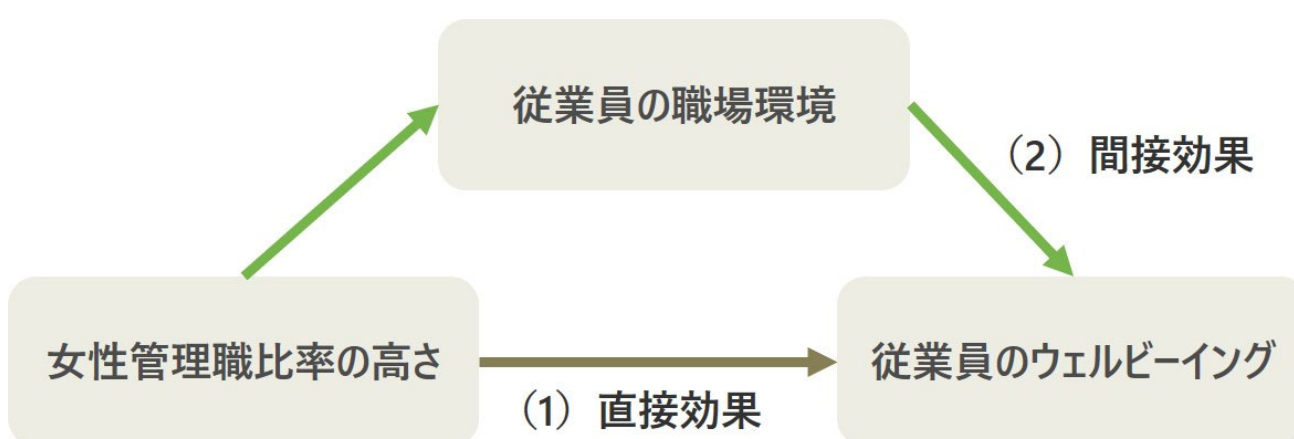 従業員の職場環境
（2）間接効果
女性管理職比率の高さ
従業員のウェルビーイング
（1）直接効果